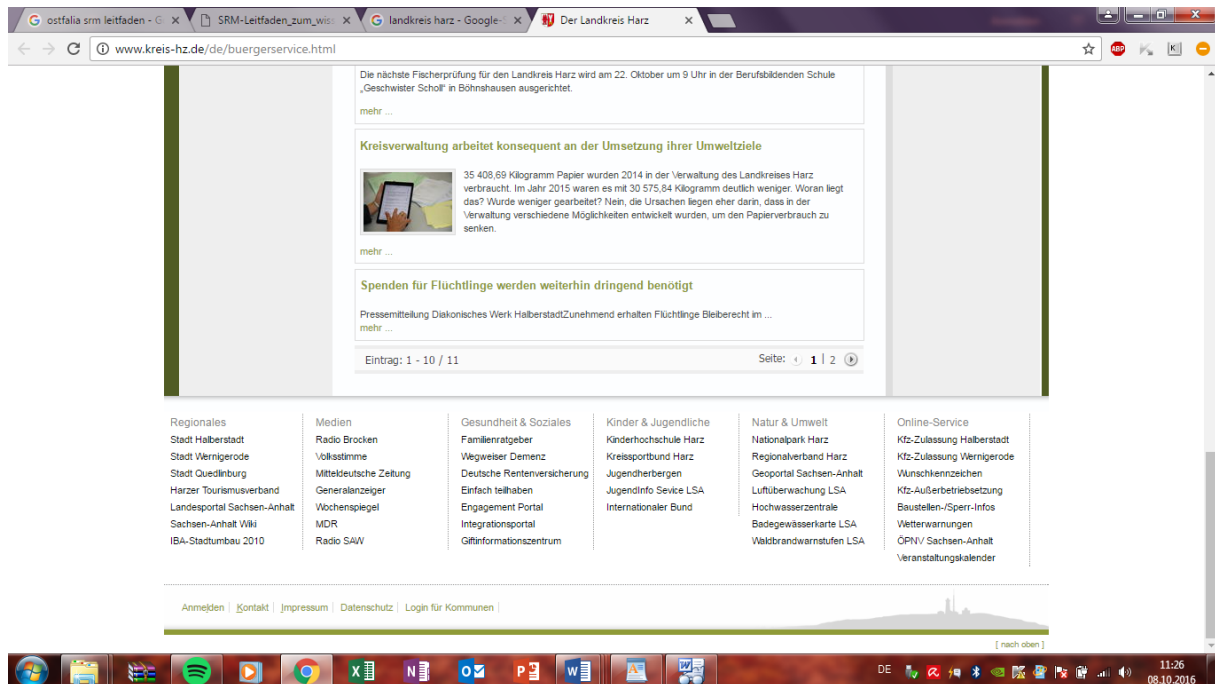 ostfalia srm leitfaden - G
SRM-Leitfaden_zum_wiss
landkreis harz - Google-S
Der Landkreis Harz
www.kreis-hz.de/de/buergerservice.html
ABP
Die nächste Fischerprüfung für den Landkreis Harz wird am 22. Oktober um 9 Uhr in der Berufsbildenden Schule
„Geschwister Scholl“ in Böhnshausen ausgerichtet.
mehr ...
Kreisverwaltung arbeitet konsequent an der Umsetzung ihrer Umweltziele
35 408,69 Kilogramm Papier wurden 2014 in der Verwaltung des Landkreises Harz
verbraucht. Im Jahr 2015 waren es mit 30 575,84 Kilogramm deutlich weniger. Woran liegt
das? Wurde weniger gearbeitet? Nein, die Ursachen liegen eher darin, dass in der
Verwaltung verschiedene Möglichkeiten entwickelt wurden, um den Papierverbrauch zu
senken.
mehr ...
Spenden für Flüchtlinge werden weiterhin dringend benötigt
Pressemitteilung Diakonisches Werk HalberstadtZunehmend erhalten Flüchtlinge Bleiberecht im ...
mehr ...
Eintrag: 1 - 10 / 11
Seite: 1 | 2
Regionales
Stadt Halberstadt
Stadt Wernigerode
Stadt Quedlinburg
Harzer Tourismusverband
Landesportal Sachsen-Anhalt
Sachsen-Anhalt Wiki
IBA-Stadtumbau 2010
Medien
Radio Brocken
Volksstimme
Mitteldeutsche Zeitung
Generalanzeiger
Wochenspiegel
MDR
Radio SAW
Gesundheit & Soziales
Familienratgeber
Wegweiser Demenz
Deutsche Rentenversicherung
Einfach teilhaben
Engagement Portal
Integrationsportal
Giftinformationszentrum
Kinder & Jugendliche
Kinderhochschule Harz
Kreissportbund Harz
Jugendherbergen
JugendInfo Sevice LSA
Internationaler Bund
Natur & Umwelt
Nationalpark Harz
Regionalverband Harz
Geoportal Sachsen-Anhalt
Luftüberwachung LSA
Hochwasserzentrale
Badegewässerkarte LSA
Waldbrandwarnstufen LSA
Online-Service
Kfz-Zulassung Halberstadt
Kfz-Zulassung Wernigerode
Wunschkennzeichen
Kfz-Außerbetriebsetzung
Baustellen-/Sperr-Infos
Wetterwarnungen
ÖPNV Sachsen-Anhalt
Veranstaltungskalender
Anmelden | Kontakt | Impressum | Datenschutz | Login für Kommunen |
[ nach oben ]
DE
11:26
08.10.2016